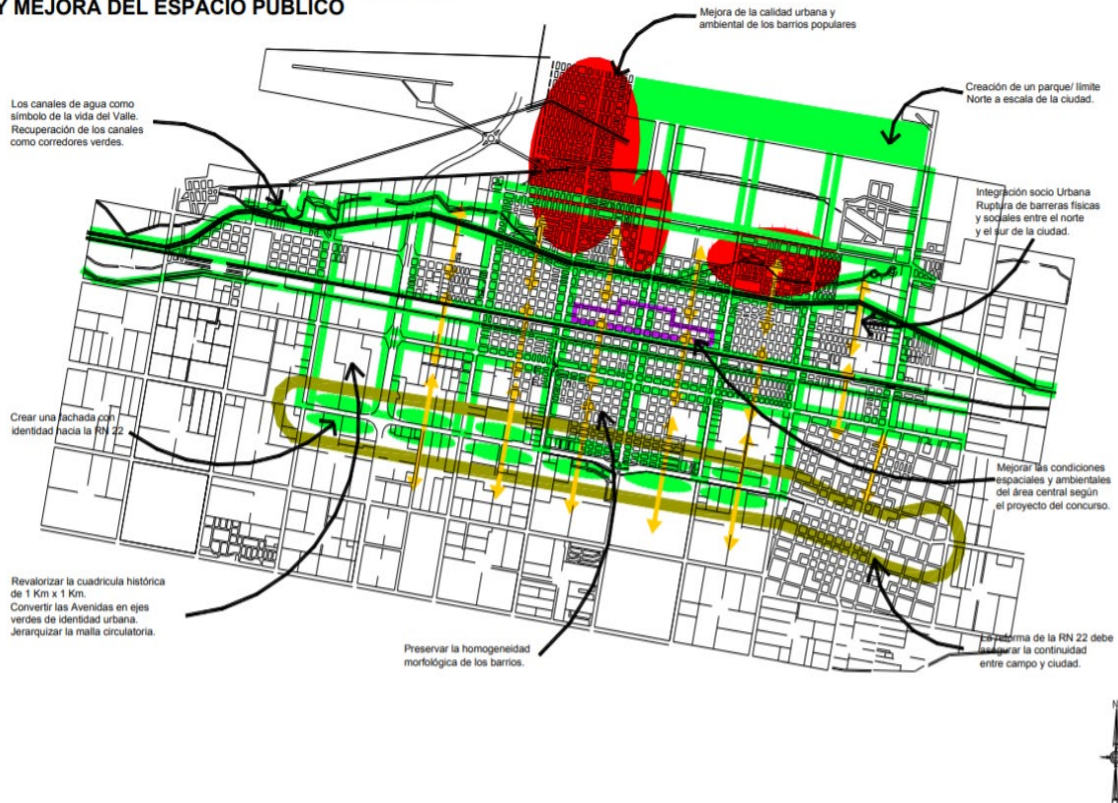 Y MEJORA DEL ESPACIO PÚBLICO
Mejora de la calidad urbana y
ambiental de los barrios populares
Los canales de agua como
símbolo de la vida del Valle.
Recuperación de los canales
como corredores verdes.
Creación de un parque/ límite
Norte a escala de la ciudad.
Integración socio Urbana
Ruptura de barreras físicas
y sociales entre el norte
y el sur de la ciudad.
Crear una fachada con
identidad hacia la RN 22
Mejorar las condiciones
espaciales y ambientales
del área central según
el proyecto del concurso.
Revalorizar la cuadricula histórica
de 1 Km x 1 Km.
Convertir las Avenidas en ejes
verdes de identidad urbana.
Jerarquizar la malla circulatoria.
Preservar la homogeneidad
morfológica de los barrios.
La reforma de la RN 22 debe
asegurar la continuidad
entre campo y ciudad.
N